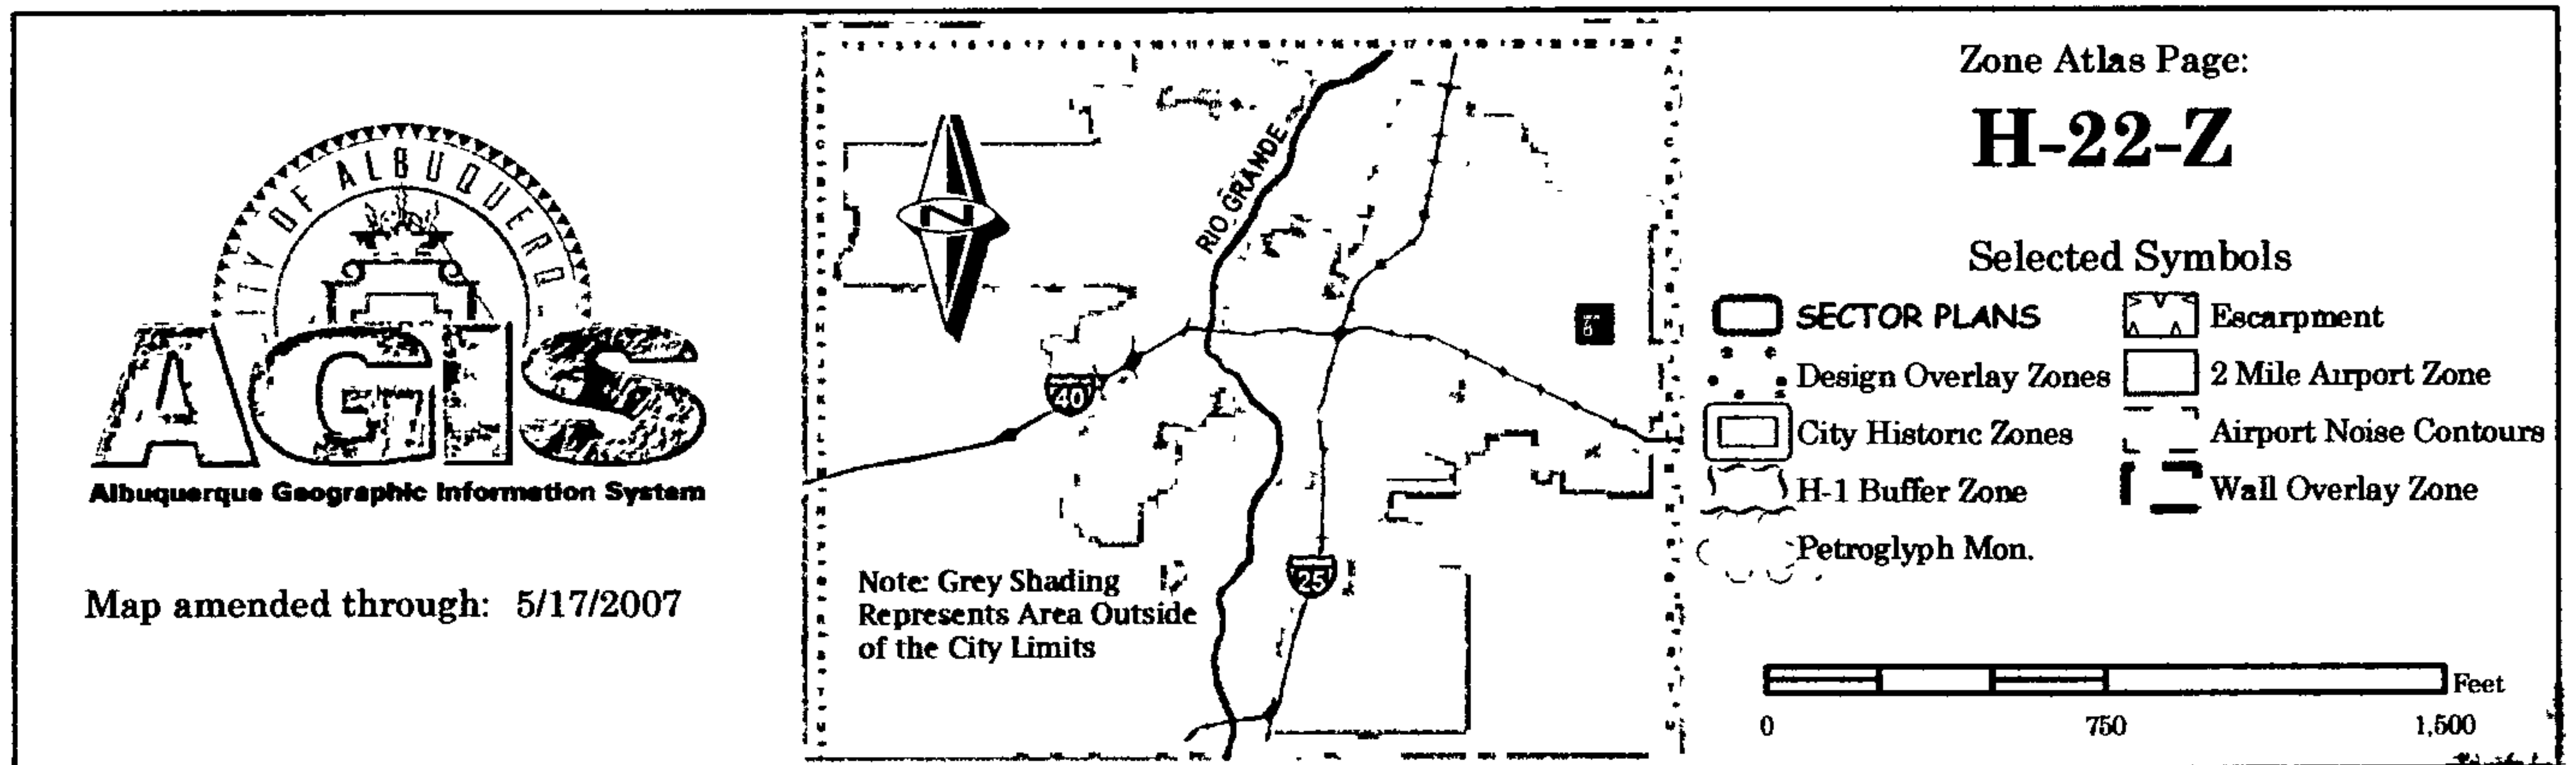 CITY OF ALBUQUERQ
AGIS
Albuquerque Geographic Information System
Map amended through: 5/17/2007
RIO GRANDE
N
40
25
Note: Grey Shading
Represents Area Outside
of the City Limits
Zone Atlas Page:
H-22-Z
Selected Symbols
SECTOR PLANS
Design Overlay Zones
City Historic Zones
H-1 Buffer Zone
Petroglyph Mon.
Escarpment
2 Mile Airport Zone
Airport Noise Contours
Wall Overlay Zone
Feet
0 750 1,500